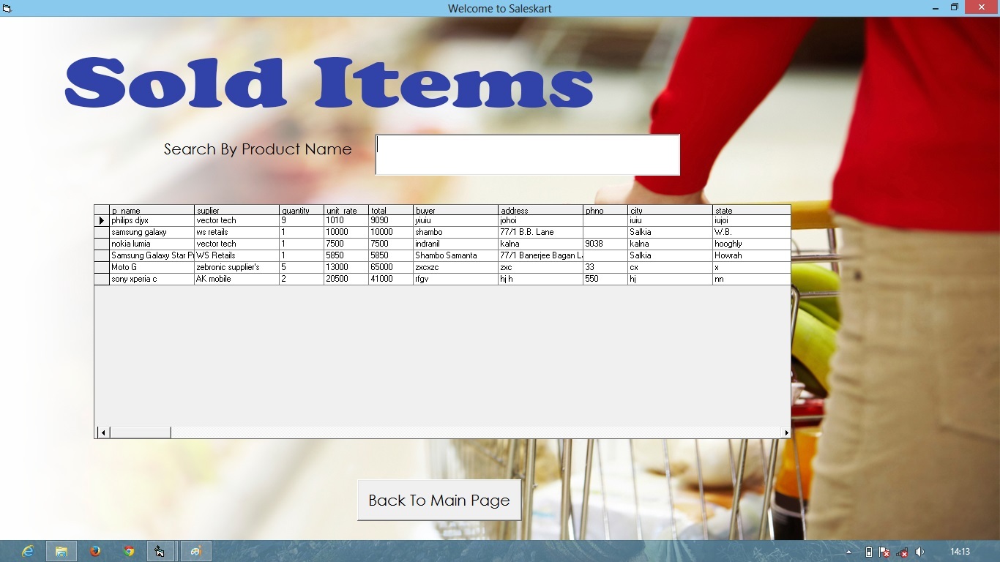 Welcome to Saleskart
Sold Items
Search By Product Name
p_name suplier quantity unit_rate total buyer address phno city state
philips djyx vector tech 9 1010 9090 yiuiu johoi iuiu iujoi
samsung galaxy ws retails 1 10000 10000 shambo 77/1 B.B. Lane Salkia W.B.
nokia lumia vector tech 1 7500 7500 indranil kalna 9038 kalna hooghly
Samsung Galaxy Star Pr WS Retails 1 5850 5850 Shambo Samanta 77/1 Banerjee Bagan La Salkia Howrah
Moto G zebronic supplier's 5 13000 65000 zxcxzc zxc 33 cx x
sony xperia c AK mobile 2 20500 41000 rfgv hj h 550 hj nn
Back To Main Page
14:13